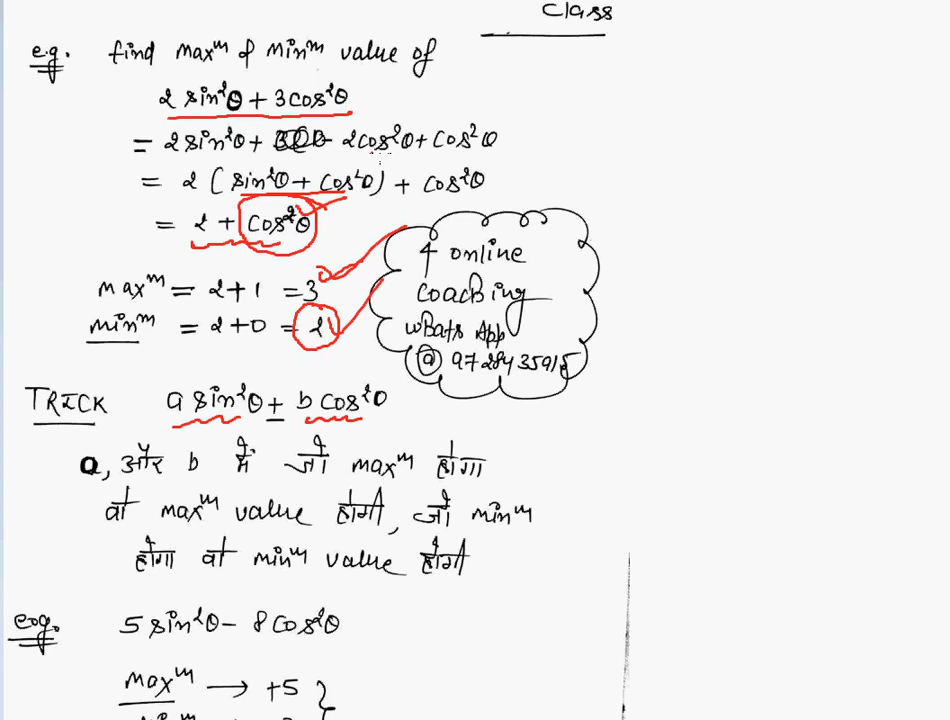 Class
e.g. find maxᵐ & minᵐ value of
2 sin²θ + 3cos²θ
= 2sin²θ + 2cos²θ + cos²θ
= 2 (sin²θ + cos²θ) + cos²θ
= 2 + cos²θ
maxᵐ = 2+1 = 3
minᵐ = 2+0 = 2
4 online
coaching
whats App
@ 9728435915
TRICK a sin²θ + b cos²θ
a, और b में जो maxᵐ होगा
वो maxᵐ value होगी, जो minᵐ
होगा वो minᵐ value होगी
e.g. 5 sin²θ - 8 cos²θ
maxᵐ → +5 }